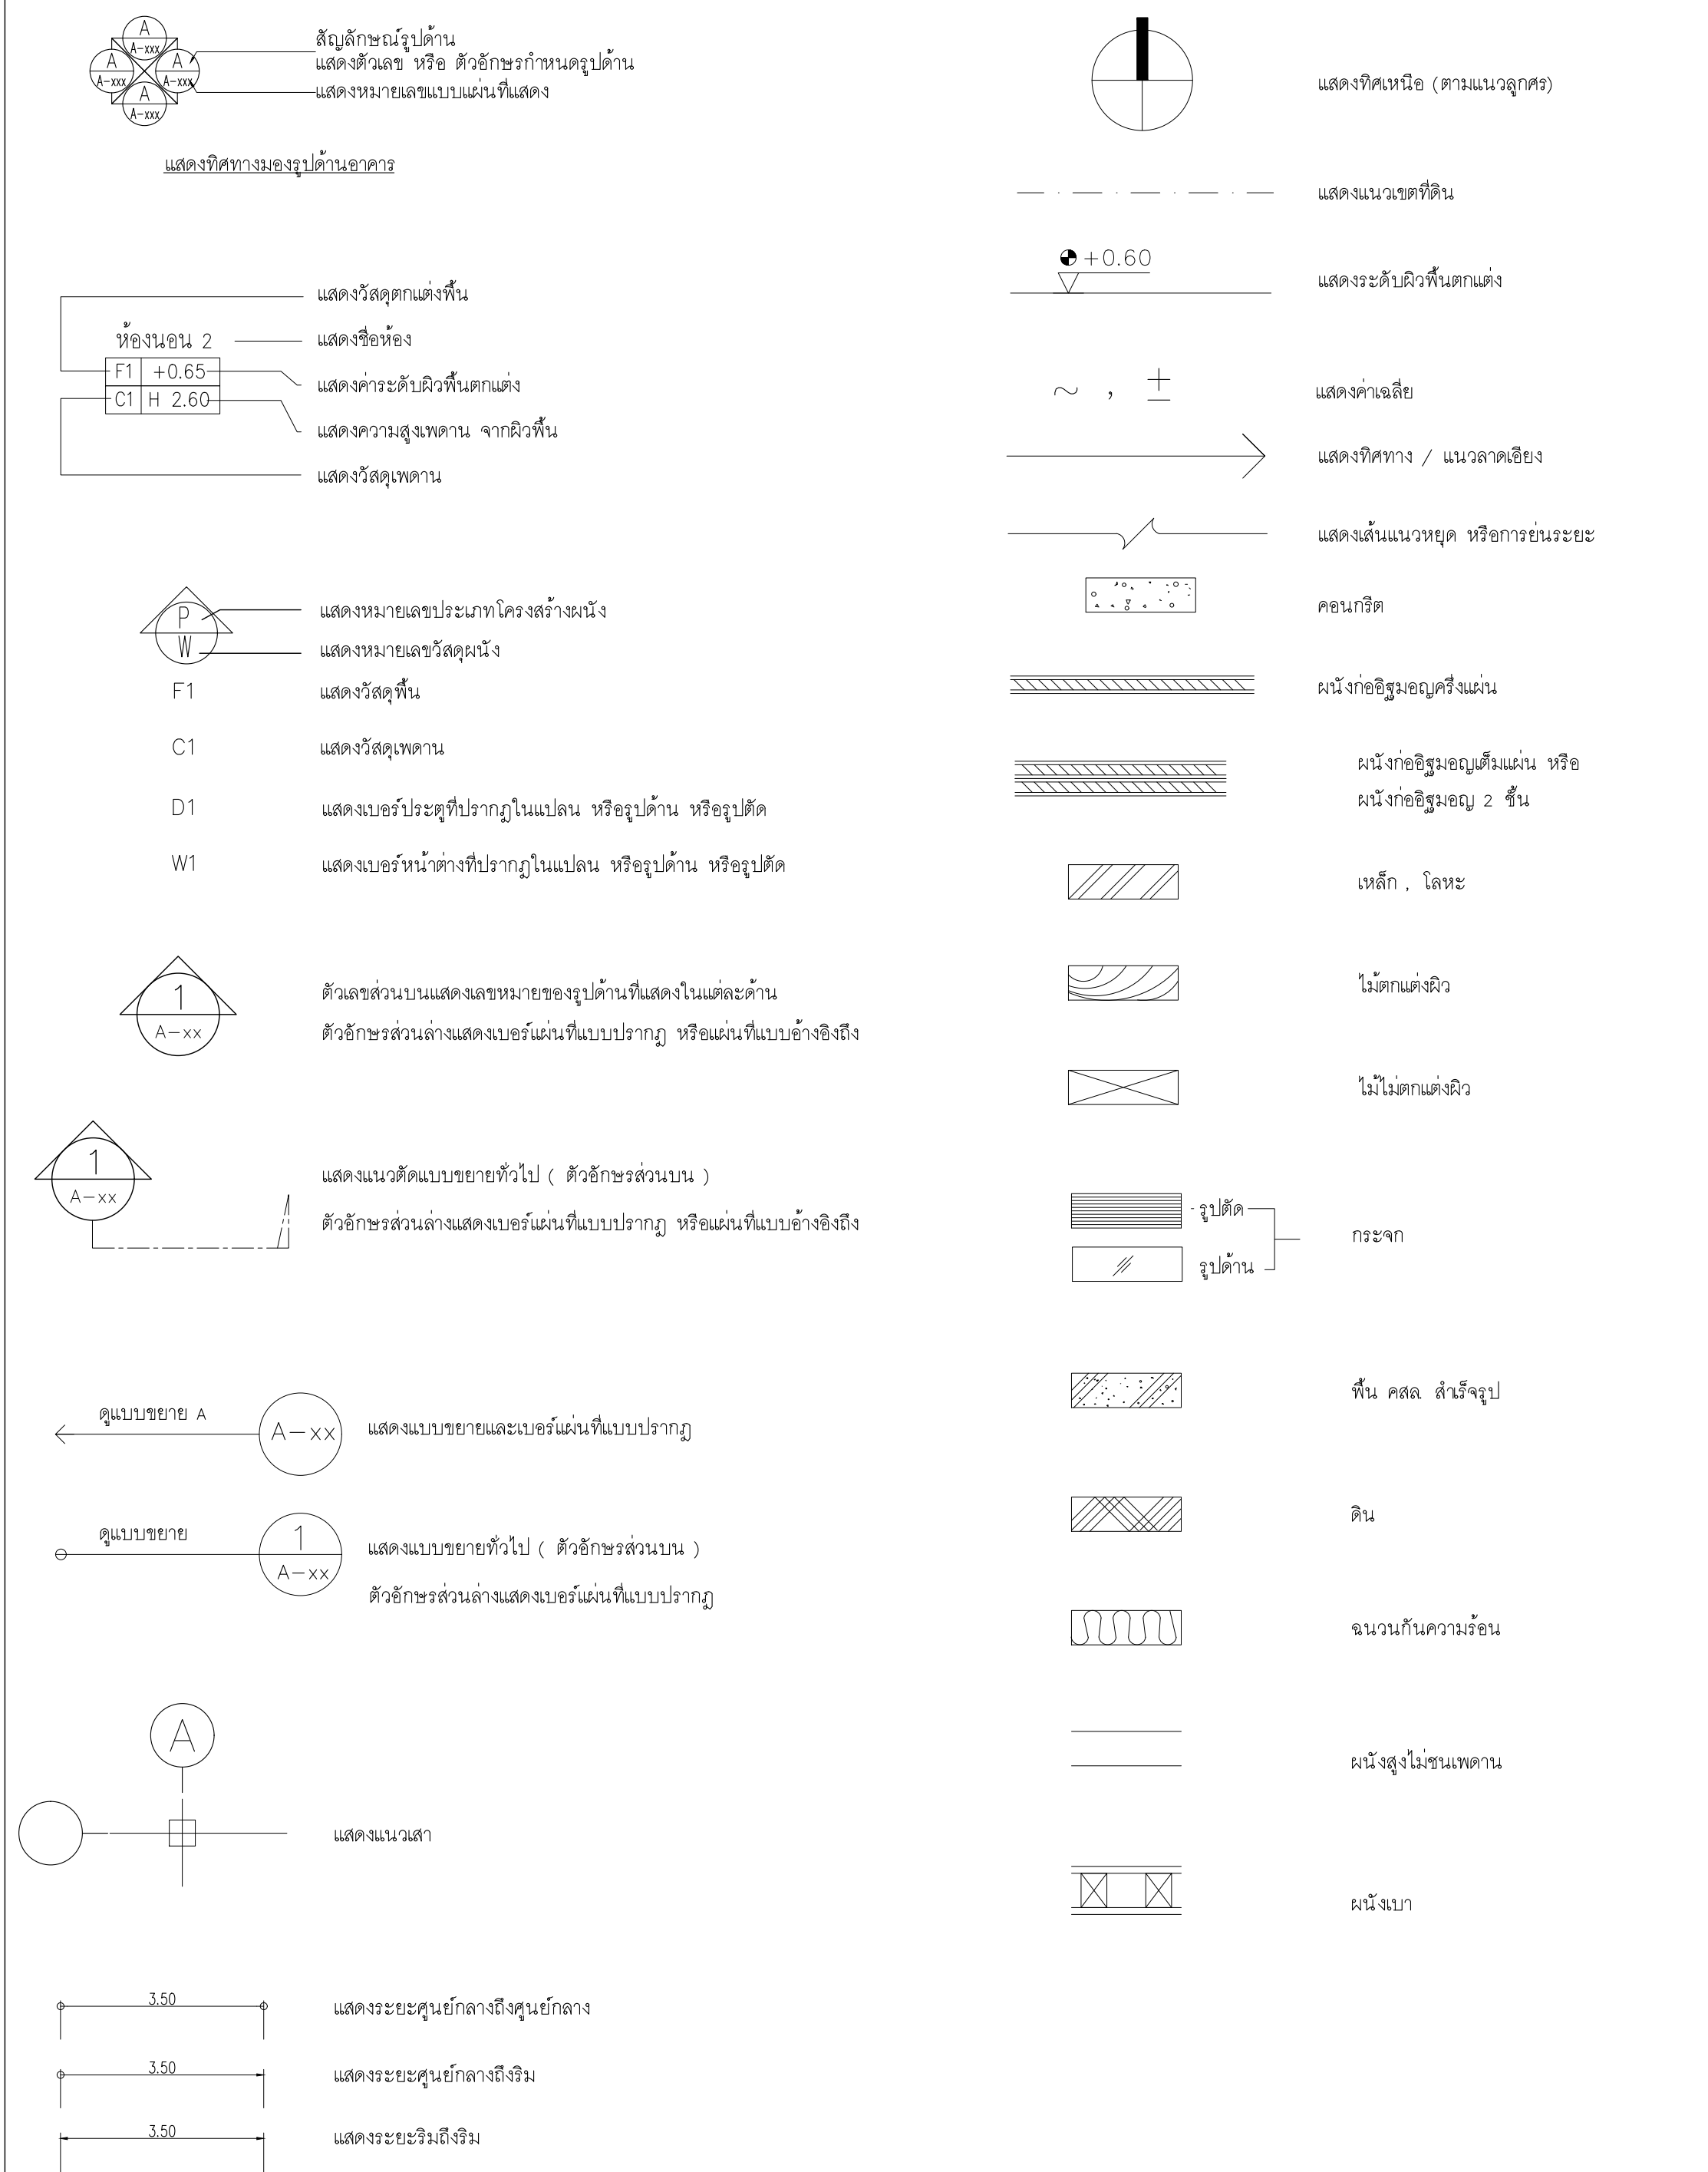 A
A-xxx
A
A-xxx
A
A-xxx
A
A-xxx
สัญลักษณ์รูปด้าน
แสดงตัวเลข หรือ ตัวอักษรกำหนดรูปด้าน
แสดงหมายเลขแบบแผ่นที่แสดง
แสดงทิศทางมองรูปด้านอาคาร
แสดงวัสดุตกแต่งพื้น
ห้องนอน 2
แสดงชื่อห้อง
F1 +0.65
แสดงค่าระดับผิวพื้นตกแต่ง
C1 H 2.60
แสดงความสูงเพดาน จากผิวพื้น
แสดงวัสดุเพดาน
P
แสดงหมายเลขประเภทโครงสร้างผนัง
W
แสดงหมายเลขวัสดุผนัง
F1 แสดงวัสดุพื้น
C1 แสดงวัสดุเพดาน
D1 แสดงเบอร์ประตูที่ปรากฎในแปลน หรือรูปด้าน หรือรูปตัด
W1 แสดงเบอร์หน้าต่างที่ปรากฎในแปลน หรือรูปด้าน หรือรูปตัด
1
A-xx
ตัวเลขส่วนบนแสดงเลขหมายของรูปด้านที่แสดงในแต่ละด้าน
ตัวอักษรส่วนล่างแสดงเบอร์แผ่นที่แบบปรากฎ หรือแผ่นที่แบบอ้างอิงถึง
1
A-xx
แสดงแนวตัดแบบขยายทั่วไป ( ตัวอักษรส่วนบน )
ตัวอักษรส่วนล่างแสดงเบอร์แผ่นที่แบบปรากฎ หรือแผ่นที่แบบอ้างอิงถึง
ดูแบบขยาย A
A-xx
แสดงแบบขยายและเบอร์แผ่นที่แบบปรากฎ
ดูแบบขยาย
1
A-xx
แสดงแบบขยายทั่วไป ( ตัวอักษรส่วนบน )
ตัวอักษรส่วนล่างแสดงเบอร์แผ่นที่แบบปรากฎ
A
แสดงแนวเสา
3.50
แสดงระยะศูนย์กลางถึงศูนย์กลาง
3.50
แสดงระยะศูนย์กลางถึงริม
3.50
แสดงระยะริมถึงริม
แสดงทิศเหนือ (ตามแนวลูกศร)
แสดงแนวเขตที่ดิน
+0.60
แสดงระดับผิวพื้นตกแต่ง
~ , ±
แสดงค่าเฉลี่ย
แสดงทิศทาง / แนวลาดเอียง
แสดงเส้นแนวหยุด หรือการย่นระยะ
คอนกรีต
ผนังก่ออิฐมอญครึ่งแผ่น
ผนังก่ออิฐมอญเต็มแผ่น หรือ
ผนังก่ออิฐมอญ 2 ชั้น
เหล็ก , โลหะ
ไม้ตกแต่งผิว
ไม้ไม่ตกแต่งผิว
รูปตัด
กระจก
รูปด้าน
พื้น คสล. สำเร็จรูป
ดิน
ฉนวนกันความร้อน
ผนังสูงไม่ชนเพดาน
ผนังเบา